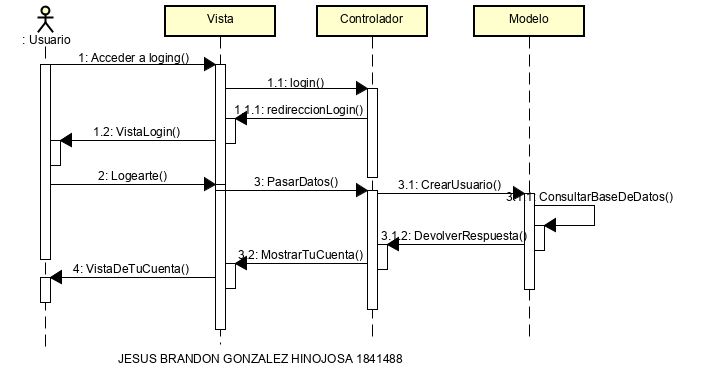 Vista
Controlador
Modelo
: Usuario
1: Acceder a loging()
1.1: login()
1.1.1: redireccionLogin()
1.2: VistaLogin()
2: Logearte()
3: PasarDatos()
3.1: CrearUsuario()
3.1.1: ConsultarBaseDeDatos()
3.1.2: DevolverRespuesta()
3.2: MostrarTuCuenta()
4: VistaDeTuCuenta()
JESUS BRANDON GONZALEZ HINOJOSA 1841488